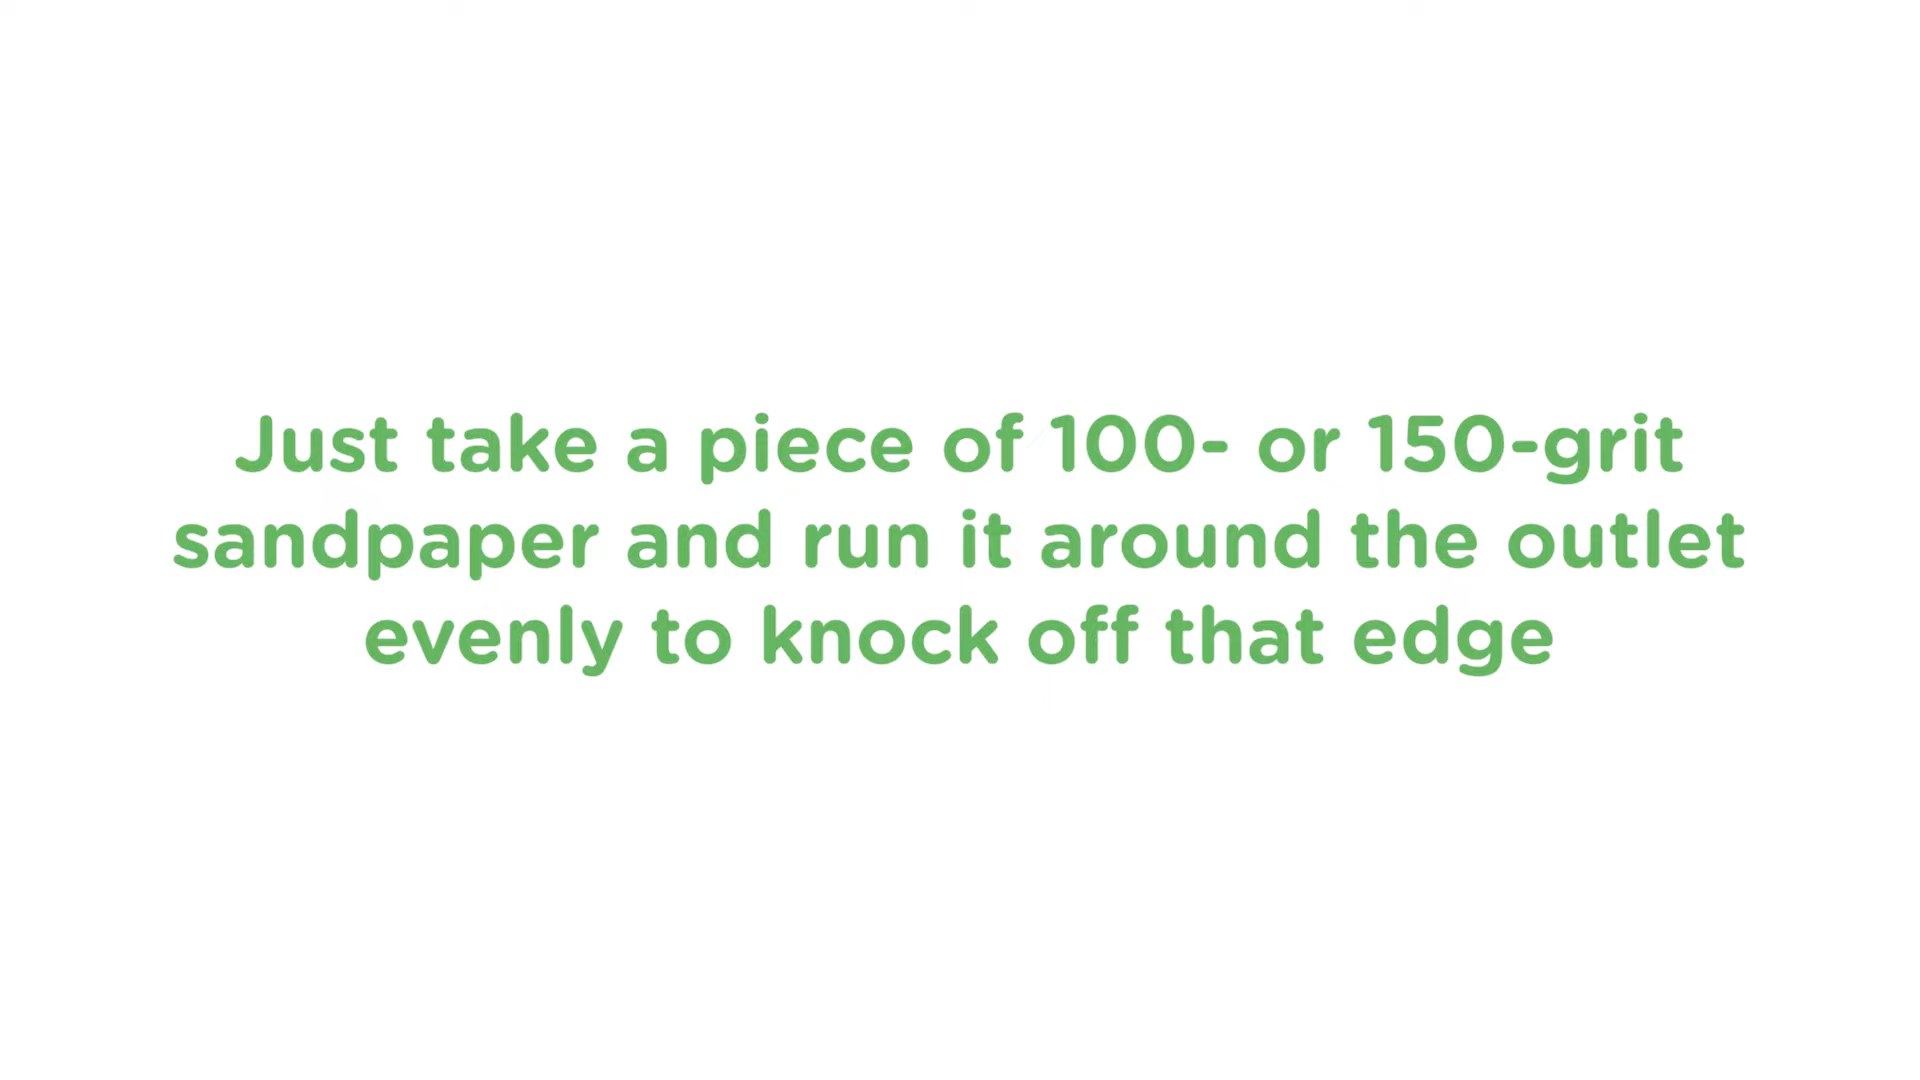 Just take a piece of 100- or 150-grit
sandpaper and run it around the outlet
evenly to knock off that edge